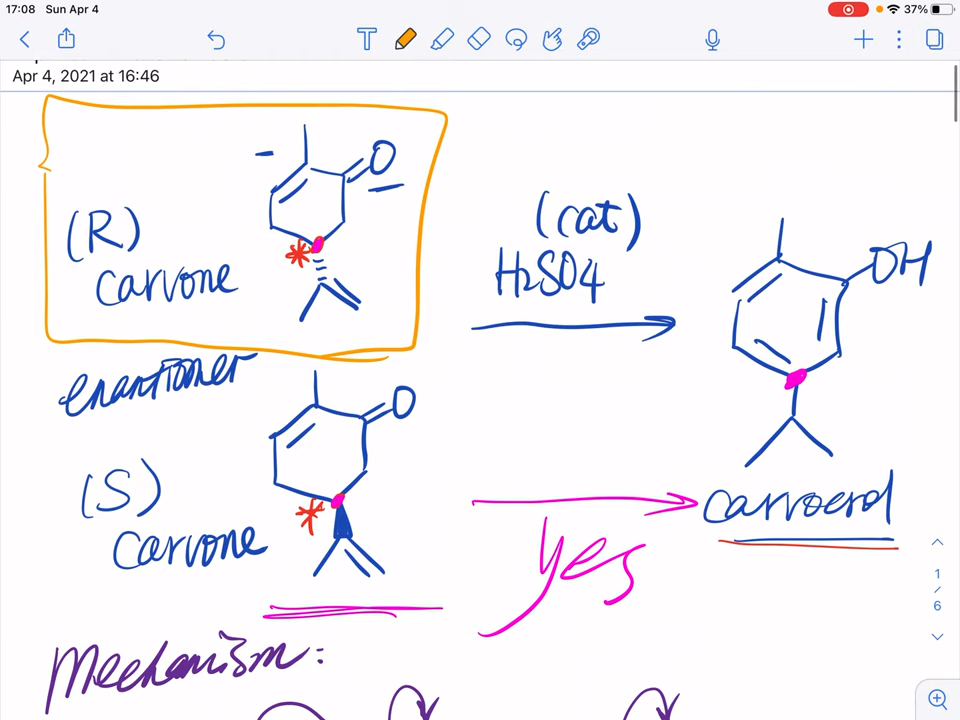 17:08 Sun Apr 4
37%
Apr 4, 2021 at 16:46
O
(R)
carvone
(cat)
H2SO4
OH
enantiomer
O
(S)
carvone
yes
carvacrol
Mechanism:
1
/
6